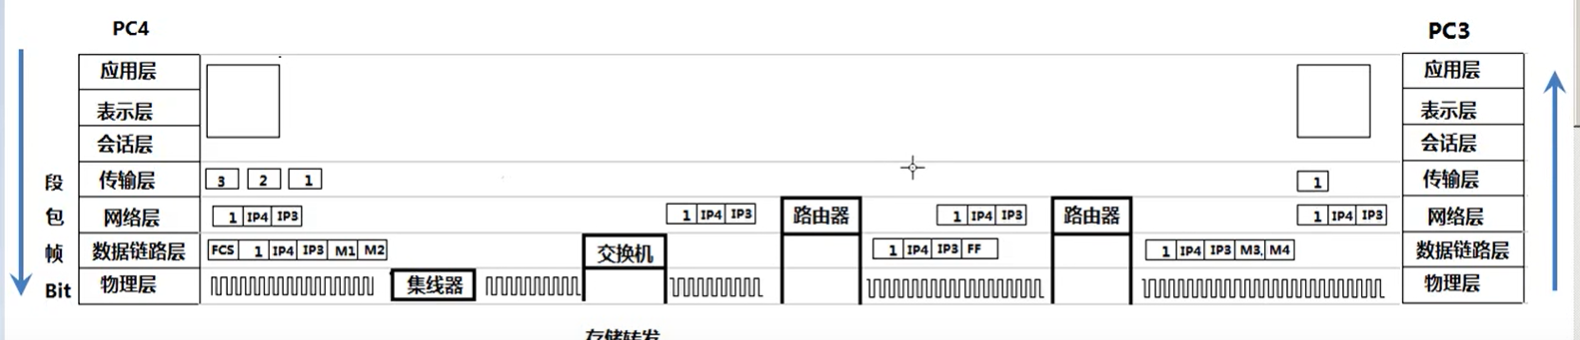 PC4 PC3
应用层 应用层
表示层 表示层
会话层 会话层
段 传输层 3 2 1 1 传输层
包 网络层 1 IP4 IP3 1 IP4 IP3 路由器 1 IP4 IP3 路由器 1 IP4 IP3 网络层
帧 数据链路层 FCS 1 IP4 IP3 M1 M2 交换机 1 IP4 IP3 FF 1 IP4 IP3 M3, M4 数据链路层
Bit 物理层 集线器 物理层
存储转发